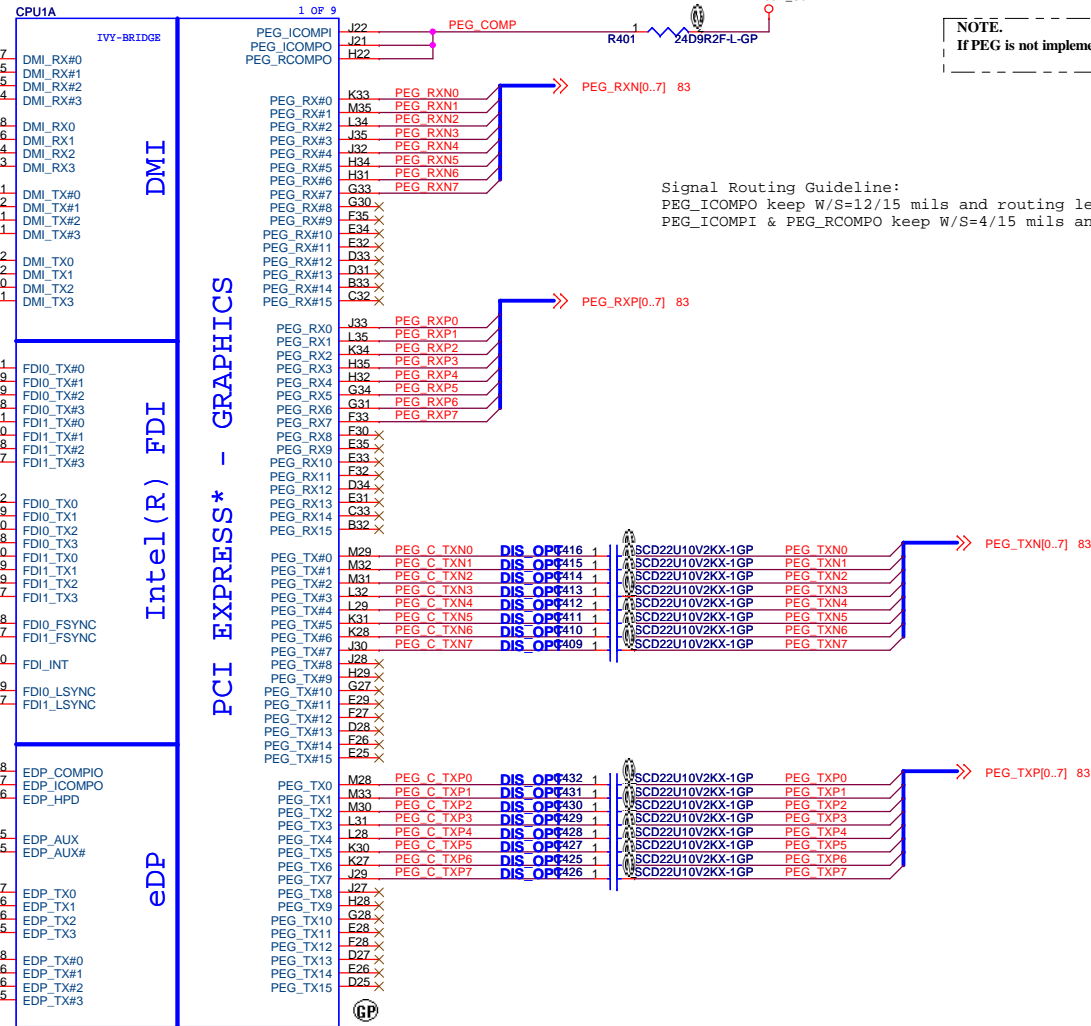 CPU1A
1 OF 9
IVY-BRIDGE
DMI_RX#0
DMI_RX#1
DMI_RX#2
DMI_RX#3
DMI_RX0
DMI_RX1
DMI_RX2
DMI_RX3
DMI_TX#0
DMI_TX#1
DMI_TX#2
DMI_TX#3
DMI_TX0
DMI_TX1
DMI_TX2
DMI_TX3
DMI
FDI0_TX#0
FDI0_TX#1
FDI0_TX#2
FDI0_TX#3
FDI1_TX#0
FDI1_TX#1
FDI1_TX#2
FDI1_TX#3
FDI0_TX0
FDI0_TX1
FDI0_TX2
FDI0_TX3
FDI1_TX0
FDI1_TX1
FDI1_TX2
FDI1_TX3
FDI0_FSYNC
FDI1_FSYNC
FDI_INT
FDI0_LSYNC
FDI1_LSYNC
Intel(R) FDI
EDP_COMPIO
EDP_ICOMPO
EDP_HPD
EDP_AUX
EDP_AUX#
EDP_TX0
EDP_TX1
EDP_TX2
EDP_TX3
EDP_TX#0
EDP_TX#1
EDP_TX#2
EDP_TX#3
eDP
PCI EXPRESS* - GRAPHICS
PEG_ICOMPI J22 PEG_COMP 1 R401 24D9R2F-L-GP
PEG_ICOMPO J21
PEG_RCOMPO H22
PEG_RX#0 K33 PEG_RXN0
PEG_RX#1 M35 PEG_RXN1
PEG_RX#2 L34 PEG_RXN2
PEG_RX#3 J35 PEG_RXN3
PEG_RX#4 J32 PEG_RXN4
PEG_RX#5 H34 PEG_RXN5
PEG_RX#6 H31 PEG_RXN6
PEG_RX#7 G33 PEG_RXN7
PEG_RX#8 G30
PEG_RX#9 F35
PEG_RX#10 E34
PEG_RX#11 E32
PEG_RX#12 D33
PEG_RX#13 D31
PEG_RX#14 B33
PEG_RX#15 C32
PEG_RXN[0..7] 83
PEG_RX0 J33 PEG_RXP0
PEG_RX1 L35 PEG_RXP1
PEG_RX2 K34 PEG_RXP2
PEG_RX3 H35 PEG_RXP3
PEG_RX4 H32 PEG_RXP4
PEG_RX5 G34 PEG_RXP5
PEG_RX6 G31 PEG_RXP6
PEG_RX7 F33 PEG_RXP7
PEG_RX8 F30
PEG_RX9 E35
PEG_RX10 E33
PEG_RX11 F32
PEG_RX12 D34
PEG_RX13 E31
PEG_RX14 C33
PEG_RX15 B32
PEG_RXP[0..7] 83
PEG_TX#0 M29 PEG_C_TXN0 DIS_OPT C416 1 SCD22U10V2KX-1GP PEG_TXN0
PEG_TX#1 M32 PEG_C_TXN1 DIS_OPT C415 1 SCD22U10V2KX-1GP PEG_TXN1
PEG_TX#2 M31 PEG_C_TXN2 DIS_OPT C414 1 SCD22U10V2KX-1GP PEG_TXN2
PEG_TX#3 L32 PEG_C_TXN3 DIS_OPT C413 1 SCD22U10V2KX-1GP PEG_TXN3
PEG_TX#4 L29 PEG_C_TXN4 DIS_OPT C412 1 SCD22U10V2KX-1GP PEG_TXN4
PEG_TX#5 K31 PEG_C_TXN5 DIS_OPT C411 1 SCD22U10V2KX-1GP PEG_TXN5
PEG_TX#6 K28 PEG_C_TXN6 DIS_OPT C410 1 SCD22U10V2KX-1GP PEG_TXN6
PEG_TX#7 J30 PEG_C_TXN7 DIS_OPT C409 1 SCD22U10V2KX-1GP PEG_TXN7
PEG_TX#8 J28
PEG_TX#9 H29
PEG_TX#10 G27
PEG_TX#11 E29
PEG_TX#12 F27
PEG_TX#13 D28
PEG_TX#14 F26
PEG_TX#15 E25
PEG_TXN[0..7] 83
PEG_TX0 M28 PEG_C_TXP0 DIS_OPT C432 1 SCD22U10V2KX-1GP PEG_TXP0
PEG_TX1 M33 PEG_C_TXP1 DIS_OPT C431 1 SCD22U10V2KX-1GP PEG_TXP1
PEG_TX2 M30 PEG_C_TXP2 DIS_OPT C430 1 SCD22U10V2KX-1GP PEG_TXP2
PEG_TX3 L31 PEG_C_TXP3 DIS_OPT C429 1 SCD22U10V2KX-1GP PEG_TXP3
PEG_TX4 L28 PEG_C_TXP4 DIS_OPT C428 1 SCD22U10V2KX-1GP PEG_TXP4
PEG_TX5 K30 PEG_C_TXP5 DIS_OPT C427 1 SCD22U10V2KX-1GP PEG_TXP5
PEG_TX6 K27 PEG_C_TXP6 DIS_OPT C425 1 SCD22U10V2KX-1GP PEG_TXP6
PEG_TX7 J29 PEG_C_TXP7 DIS_OPT C426 1 SCD22U10V2KX-1GP PEG_TXP7
PEG_TX8 J27
PEG_TX9 H28
PEG_TX10 G28
PEG_TX11 E28
PEG_TX12 F28
PEG_TX13 D27
PEG_TX14 E26
PEG_TX15 D25
PEG_TXP[0..7] 83
GP
NOTE.
If PEG is not impleme
Signal Routing Guideline:
PEG_ICOMPO keep W/S=12/15 mils and routing le
PEG_ICOMPI & PEG_RCOMPO keep W/S=4/15 mils an